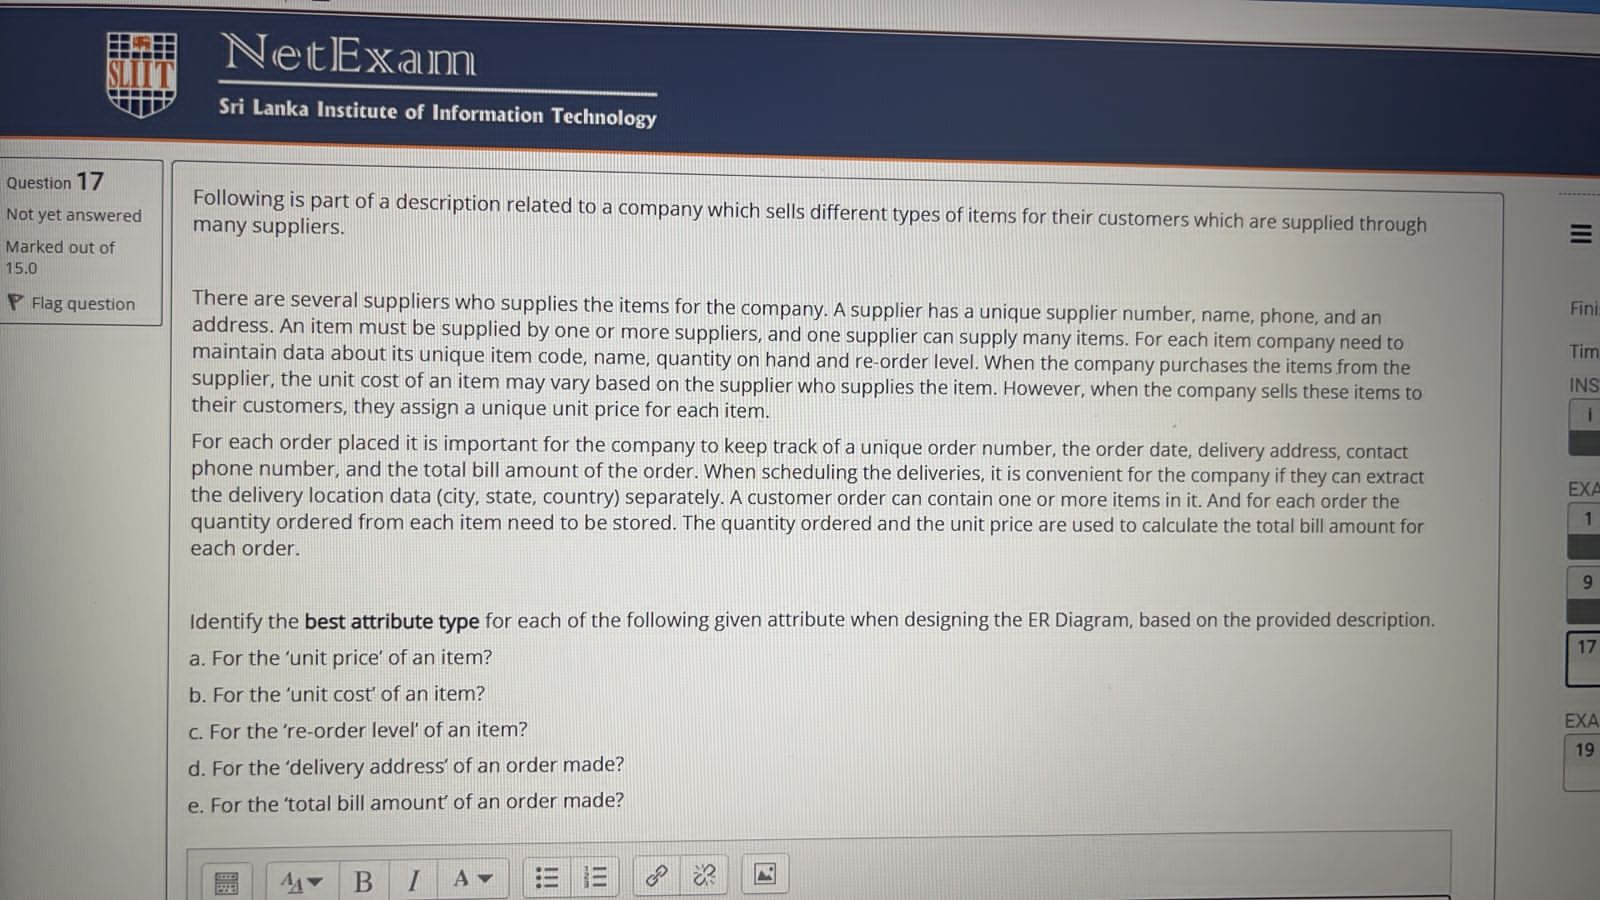 SLIIT
NetExam
Sri Lanka Institute of Information Technology
Question 17
Not yet answered
Marked out of
15.0
Flag question
Following is part of a description related to a company which sells different types of items for their customers which are supplied through
many suppliers.
There are several suppliers who supplies the items for the company. A supplier has a unique supplier number, name, phone, and an
address. An item must be supplied by one or more suppliers, and one supplier can supply many items. For each item company need to
maintain data about its unique item code, name, quantity on hand and re-order level. When the company purchases the items from the
supplier, the unit cost of an item may vary based on the supplier who supplies the item. However, when the company sells these items to
their customers, they assign a unique unit price for each item.
For each order placed it is important for the company to keep track of a unique order number, the order date, delivery address, contact
phone number, and the total bill amount of the order. When scheduling the deliveries, it is convenient for the company if they can extract
the delivery location data (city, state, country) separately. A customer order can contain one or more items in it. And for each order the
quantity ordered from each item need to be stored. The quantity ordered and the unit price are used to calculate the total bill amount for
each order.
Identify the best attribute type for each of the following given attribute when designing the ER Diagram, based on the provided description.
a. For the ‘unit price’ of an item?
b. For the ‘unit cost’ of an item?
c. For the ‘re-order level’ of an item?
d. For the ‘delivery address’ of an order made?
e. For the ‘total bill amount’ of an order made?
B
I
A
Fini
Tim
INS
i
EXA
1
9
17
EXA
19